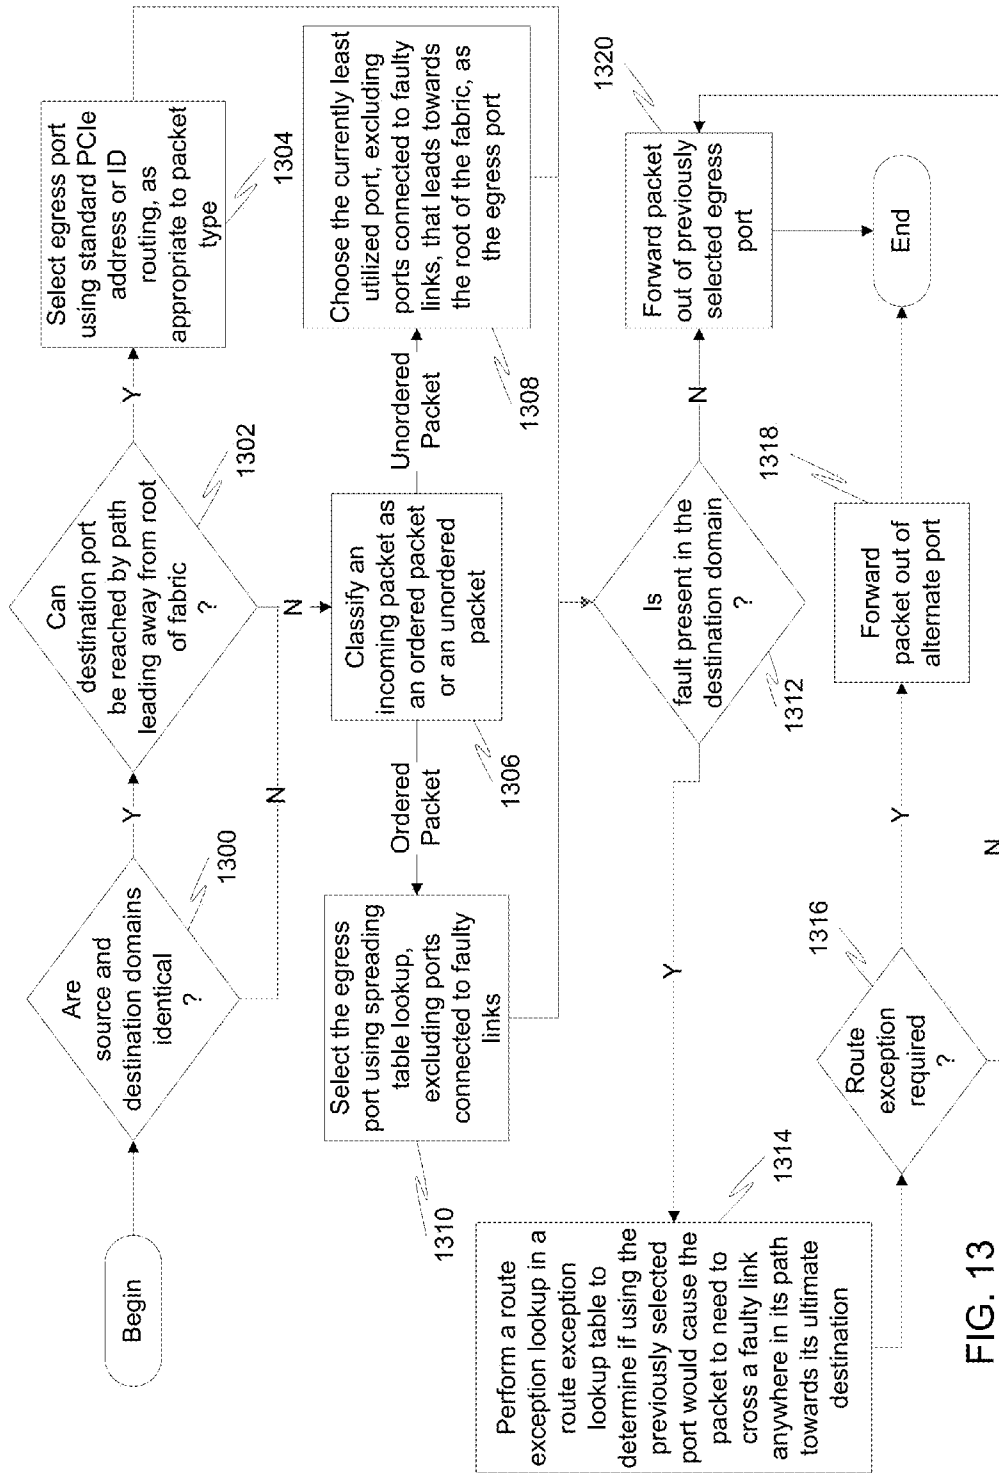 Begin
Are
source and
destination domains
identical
?
1300
Y
N
Can
destination port
be reached by path
leading away from root
of fabric
?
1302
Y
N
Select egress port
using standard PCIe
address or ID
routing, as
appropriate to packet
type
1304
Classify an
incoming packet as
an ordered packet
or an unordered
packet
1306
Ordered
Packet
Unordered
Packet
Select the egress
port using spreading
table lookup,
excluding ports
connected to faulty
links
1310
Choose the currently least
utilized port, excluding
ports connected to faulty
links, that leads towards
the root of the fabric, as
the egress port
1308
Is
fault present in the
destination domain
?
1312
Y
N
Perform a route
exception lookup in a
route exception
lookup table to
determine if using the
previously selected
port would cause the
packet to need to
cross a faulty link
anywhere in its path
towards its ultimate
destination
1314
Route
exception
required
?
1316
Y
N
Forward
packet out of
alternate port
1318
Forward packet
out of previously
selected egress
port
1320
End
FIG. 13